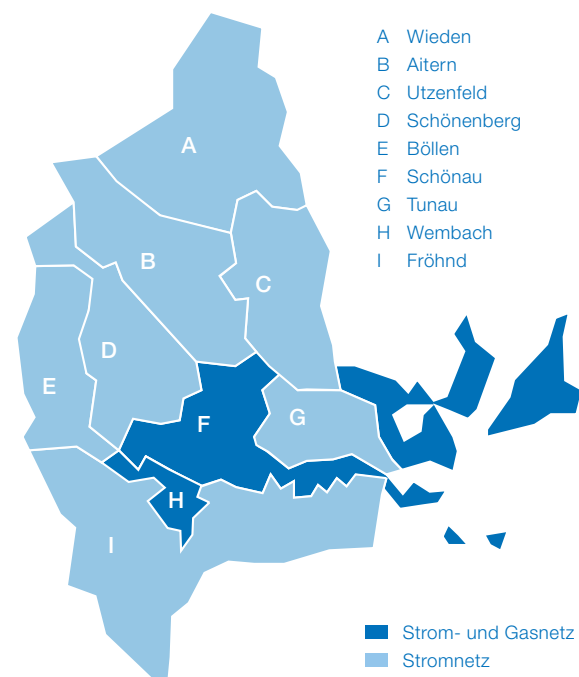 A Wieden
B Aitern
C Utzenfeld
D Schönenberg
E Böllen
F Schönau
G Tunau
H Wembach
I Fröhnd
A
B
C
D
E
F
G
H
I
Strom- und Gasnetz
Stromnetz